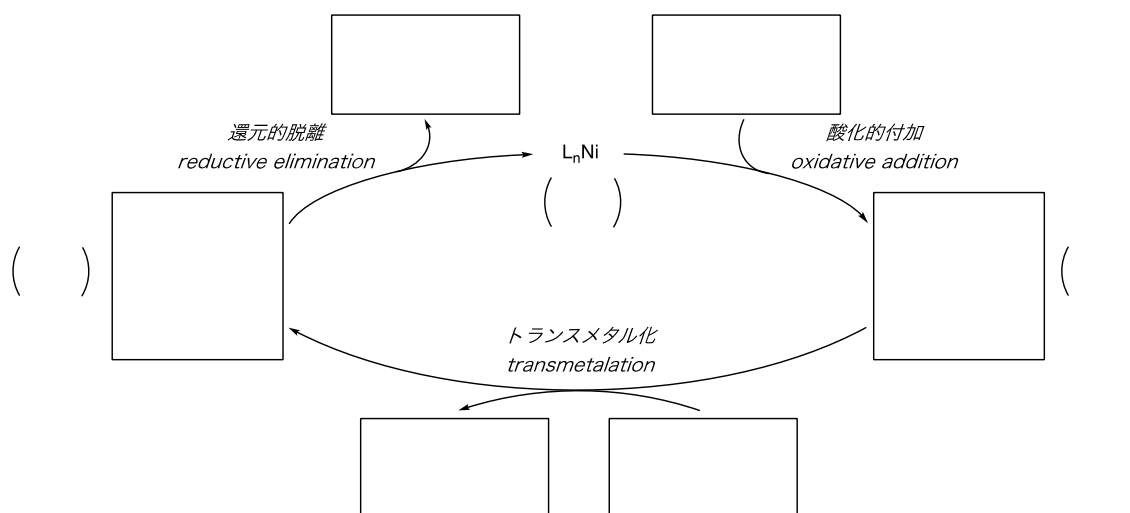 還元的脱離
reductive elimination
LnNi
(    )
酸化的付加
oxidative addition
(    )
(
トランスメタル化
transmetalation